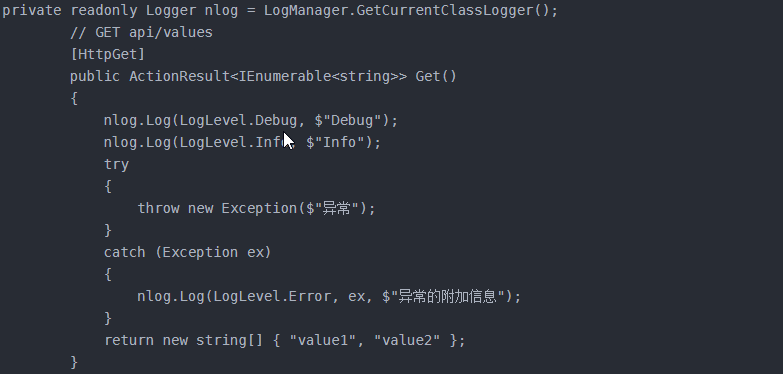 private readonly Logger nlog = LogManager.GetCurrentClassLogger();
// GET api/values
[HttpGet]
public ActionResult<IEnumerable<string>> Get()
{
nlog.Log(LogLevel.Debug, $"Debug");
nlog.Log(LogLevel.Info, $"Info");
try
{
throw new Exception($"异常");
}
catch (Exception ex)
{
nlog.Log(LogLevel.Error, ex, $"异常的附加信息");
}
return new string[] { "value1", "value2" };
}